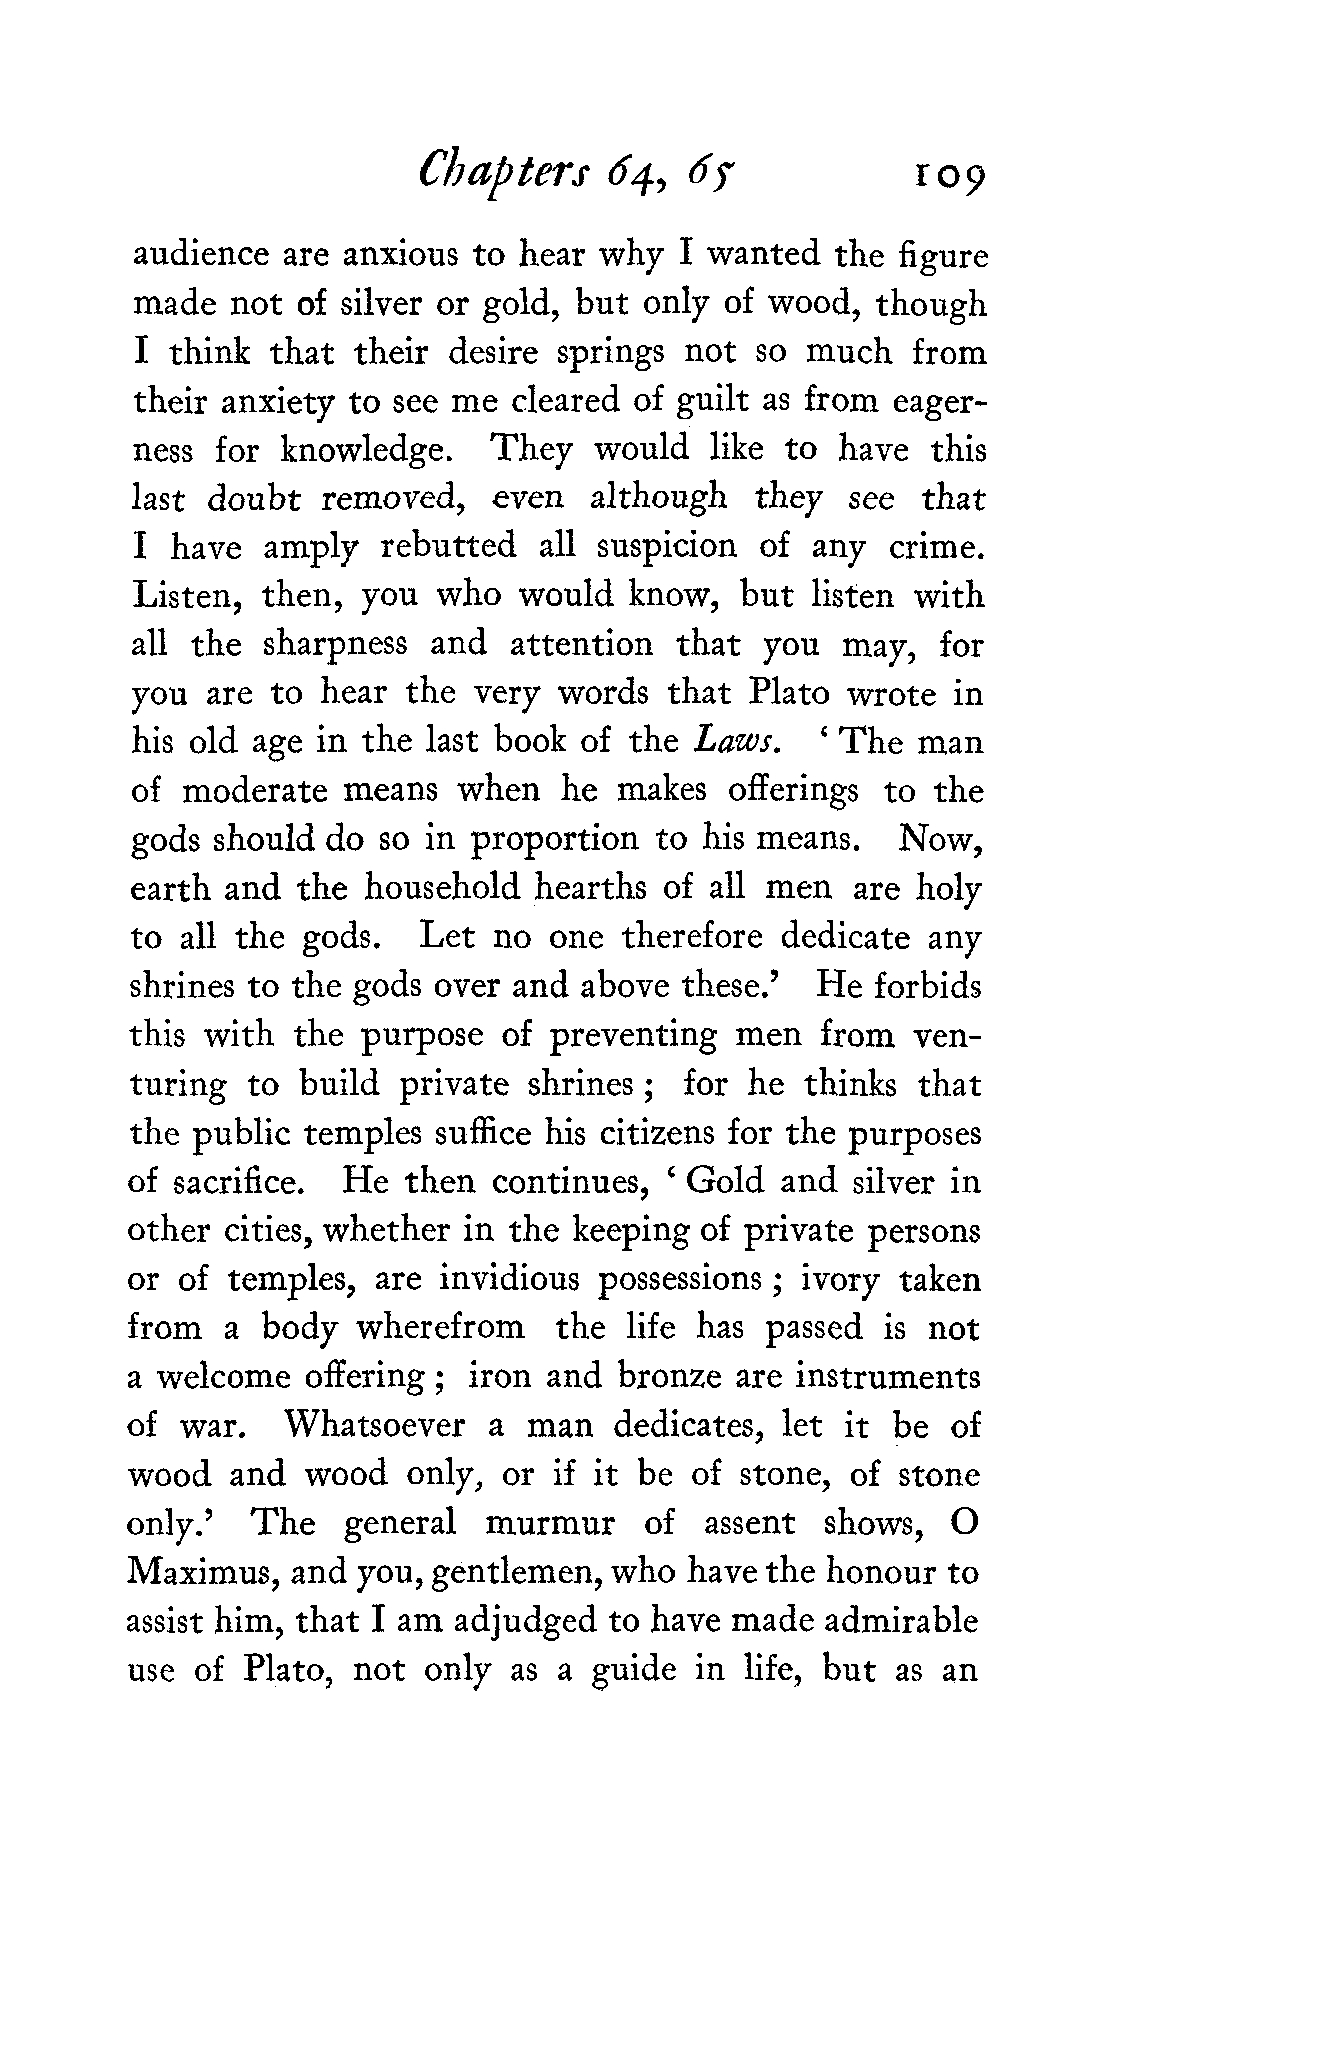 Chapters 64, 65 109
audience are anxious to hear why I wanted the figure
made not of silver or gold, but only of wood, though
I think that their desire springs not so much from
their anxiety to see me cleared of guilt as from eager-
ness for knowledge. They would like to have this
last doubt removed, even although they see that
I have amply rebutted all suspicion of any crime.
Listen, then, you who would know, but listen with
all the sharpness and attention that you may, for
you are to hear the very words that Plato wrote in
his old age in the last book of the Laws. ‘ The man
of moderate means when he makes offerings to the
gods should do so in proportion to his means. Now,
earth and the household hearths of all men are holy
to all the gods. Let no one therefore dedicate any
shrines to the gods over and above these.’ He forbids
this with the purpose of preventing men from ven-
turing to build private shrines ; for he thinks that
the public temples suffice his citizens for the purposes
of sacrifice. He then continues, ‘ Gold and silver in
other cities, whether in the keeping of private persons
or of temples, are invidious possessions ; ivory taken
from a body wherefrom the life has passed is not
a welcome offering ; iron and bronze are instruments
of war. Whatsoever a man dedicates, let it be of
wood and wood only, or if it be of stone, of stone
only.’ The general murmur of assent shows, O
Maximus, and you, gentlemen, who have the honour to
assist him, that I am adjudged to have made admirable
use of Plato, not only as a guide in life, but as an